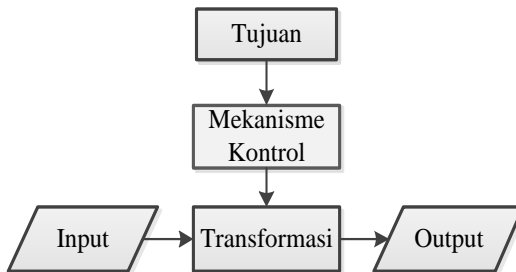 Tujuan
Mekanisme
Kontrol
Input
Transformasi
Output